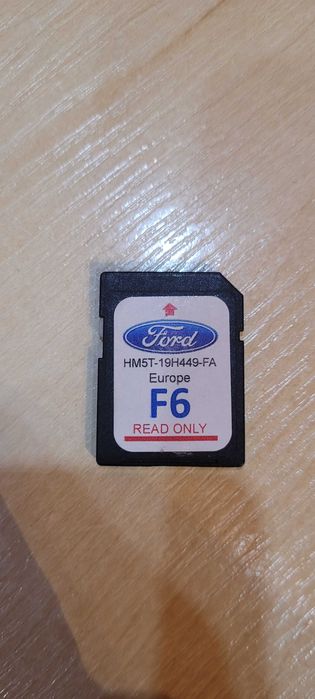 Ford
HM5T-19H449-FA
Europe
F6
READ ONLY